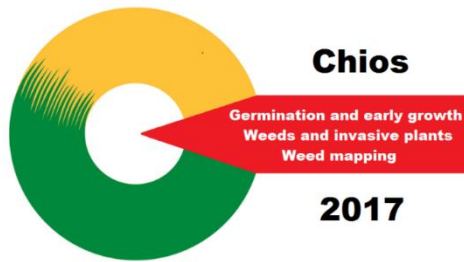 Chios
Germination and early growth
Weeds and invasive plants
Weed mapping
2017